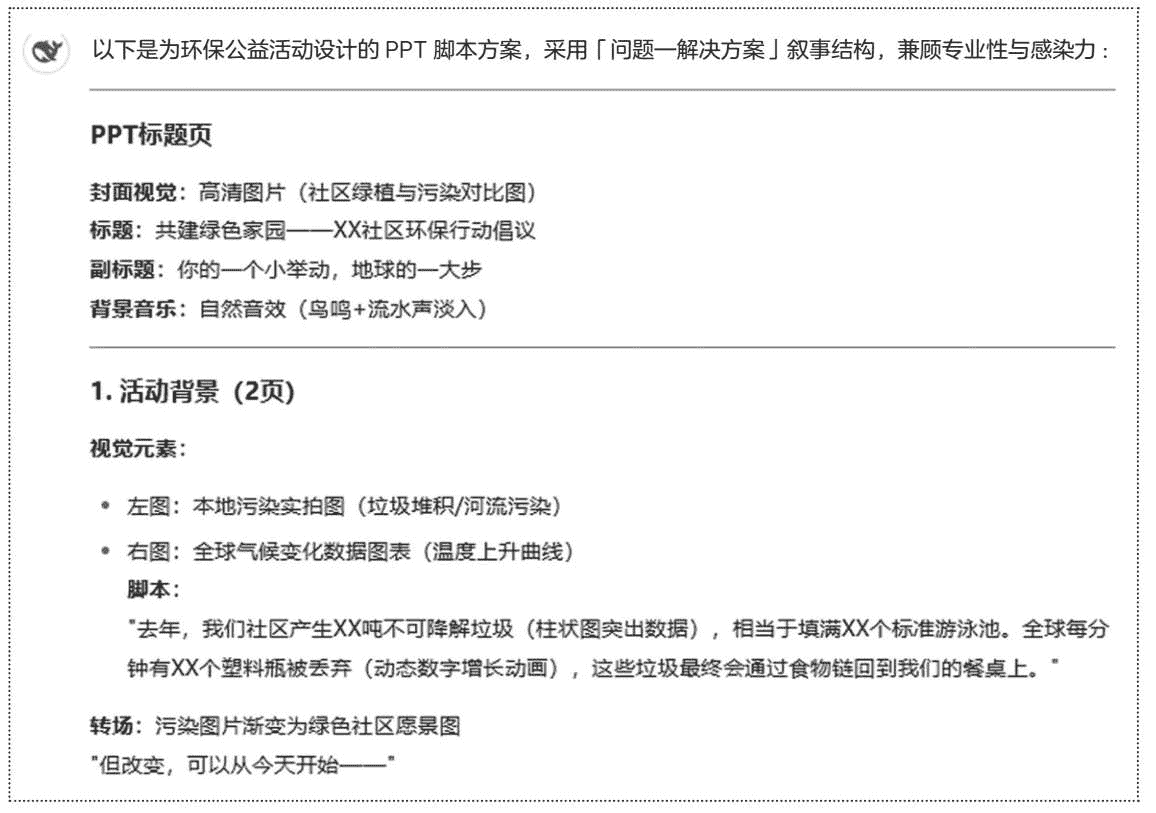 以下是为环保公益活动设计的 PPT 脚本方案，采用「问题—解决方案」叙事结构，兼顾专业性与感染力：
PPT标题页
封面视觉：高清图片（社区绿植与污染对比图）
标题：共建绿色家园——XX社区环保行动倡议
副标题：你的一个小举动，地球的一大步
背景音乐：自然音效（鸟鸣+流水声淡入）
1. 活动背景（2页）
视觉元素：
• 左图：本地污染实拍图（垃圾堆积/河流污染）
• 右图：全球气候变化数据图表（温度上升曲线）
脚本：
"去年，我们社区产生XX吨不可降解垃圾（柱状图突出数据），相当于填满XX个标准游泳池。全球每分
钟有XX个塑料瓶被丢弃（动态数字增长动画），这些垃圾最终会通过食物链回到我们的餐桌上。"
转场：污染图片渐变为绿色社区愿景图
"但改变，可以从今天开始——"